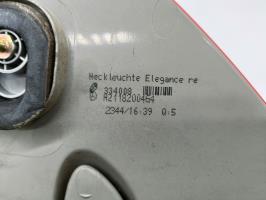 Heckleuchte Elegance re
334008
A2118200464
2344/16:39 0:5